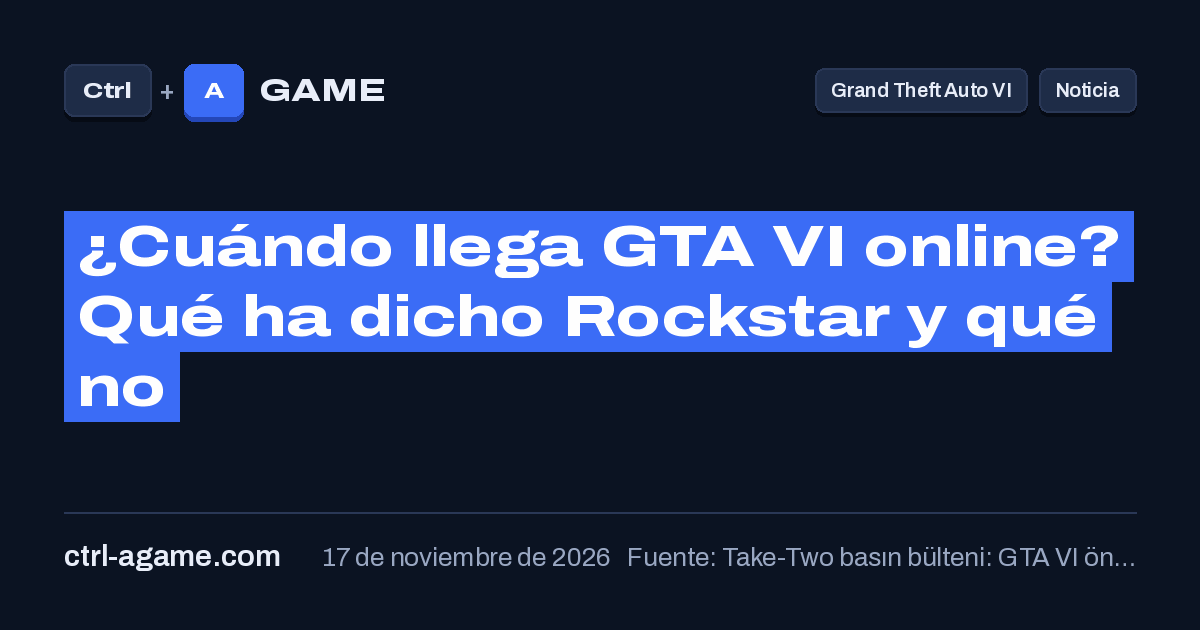 Ctrl + A GAME
Grand Theft Auto VI Noticia
¿Cuándo llega GTA VI online?
Qué ha dicho Rockstar y qué
no
ctrl-agame.com 17 de noviembre de 2026 Fuente: Take-Two basın bülteni: GTA VI ön…